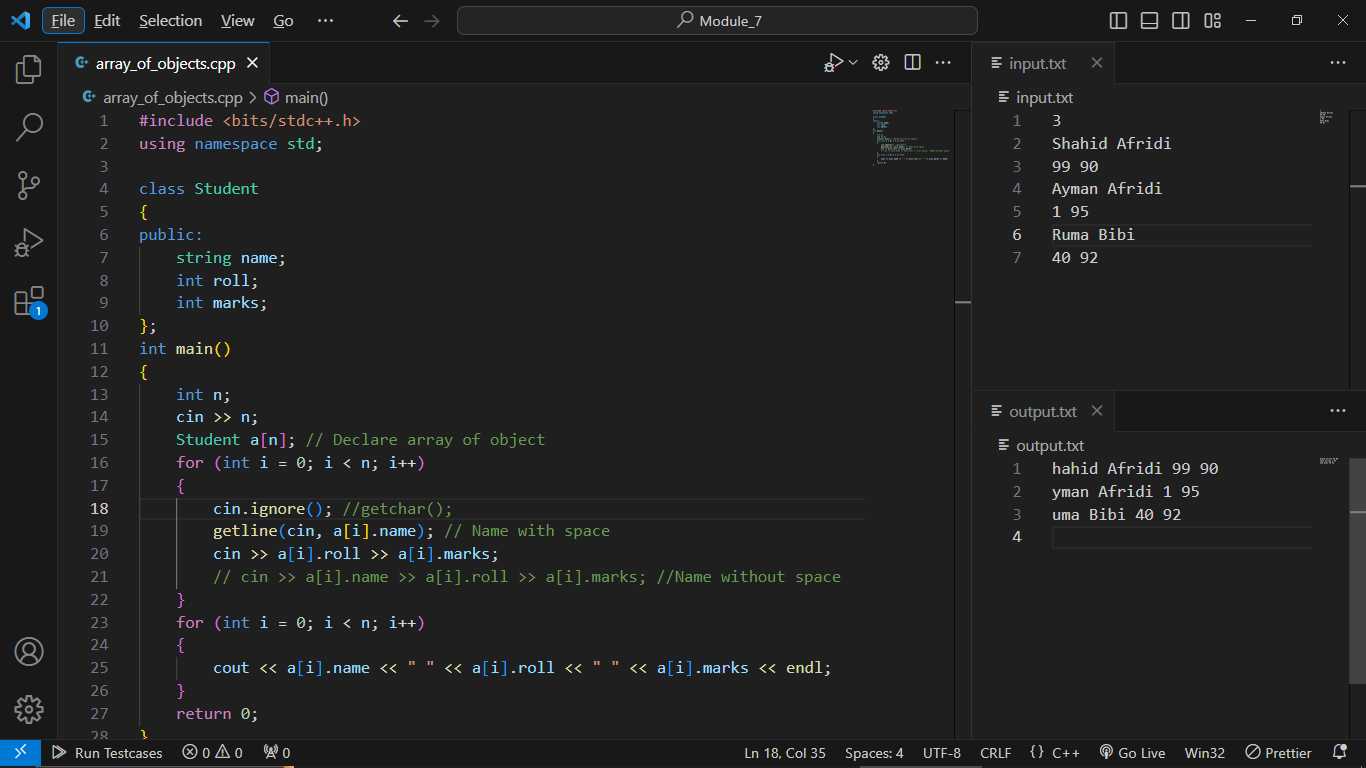 File Edit Selection View Go ··· Module_7
array_of_objects.cpp
array_of_objects.cpp > main()
1 #include <bits/stdc++.h>
2 using namespace std;
3
4 class Student
5 {
6 public:
7 string name;
8 int roll;
9 int marks;
10 };
11 int main()
12 {
13 int n;
14 cin >> n;
15 Student a[n]; // Declare array of object
16 for (int i = 0; i < n; i++)
17 {
18 cin.ignore(); //getchar();
19 getline(cin, a[i].name); // Name with space
20 cin >> a[i].roll >> a[i].marks;
21 // cin >> a[i].name >> a[i].roll >> a[i].marks; //Name without space
22 }
23 for (int i = 0; i < n; i++)
24 {
25 cout << a[i].name << " " << a[i].roll << " " << a[i].marks << endl;
26 }
27 return 0;
28 }
input.txt
input.txt
1 3
2 Shahid Afridi
3 99 90
4 Ayman Afridi
5 1 95
6 Ruma Bibi
7 40 92
output.txt
output.txt
1 hahid Afridi 99 90
2 yman Afridi 1 95
3 uma Bibi 40 92
4
1
Run Testcases 0 0 0 Ln 18, Col 35 Spaces: 4 UTF-8 CRLF {} C++ Go Live Win32 Prettier